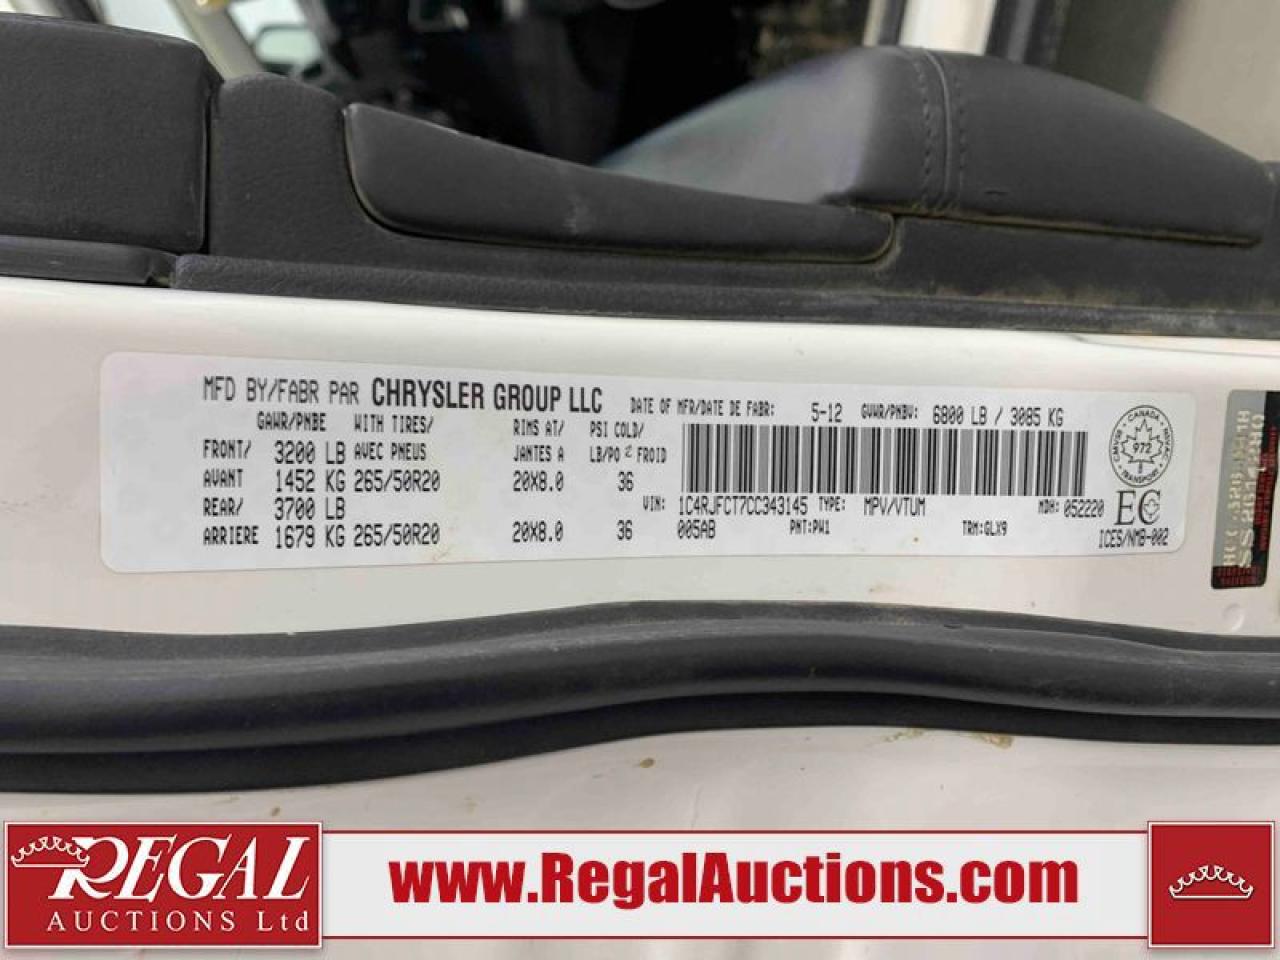 MFD BY/FABR PAR CHRYSLER GROUP LLC DATE OF MFR/DATE DE FABR: 5-12 GVWR/PNBV: 6800 LB / 3085 KG
GAWR/PNBE WITH TIRES/ RIMS AT/ PSI COLD/
FRONT/ 3200 LB AVEC PNEUS JANTES A LB/PO² FROID
AVANT 1452 KG 265/50R20 20X8.0 36
REAR/ 3700 LB VIN: 1C4RJFCT7CC343145 TYPE: MPV/VTUM MDH: 052220
ARRIERE 1679 KG 265/50R20 20X8.0 36 005AB PNT:PW1 TRM:GLX9
CANADA
972
TRANSPORT
EC
ICES/NMB-002
REGAL
AUCTIONS Ltd
www.RegalAuctions.com